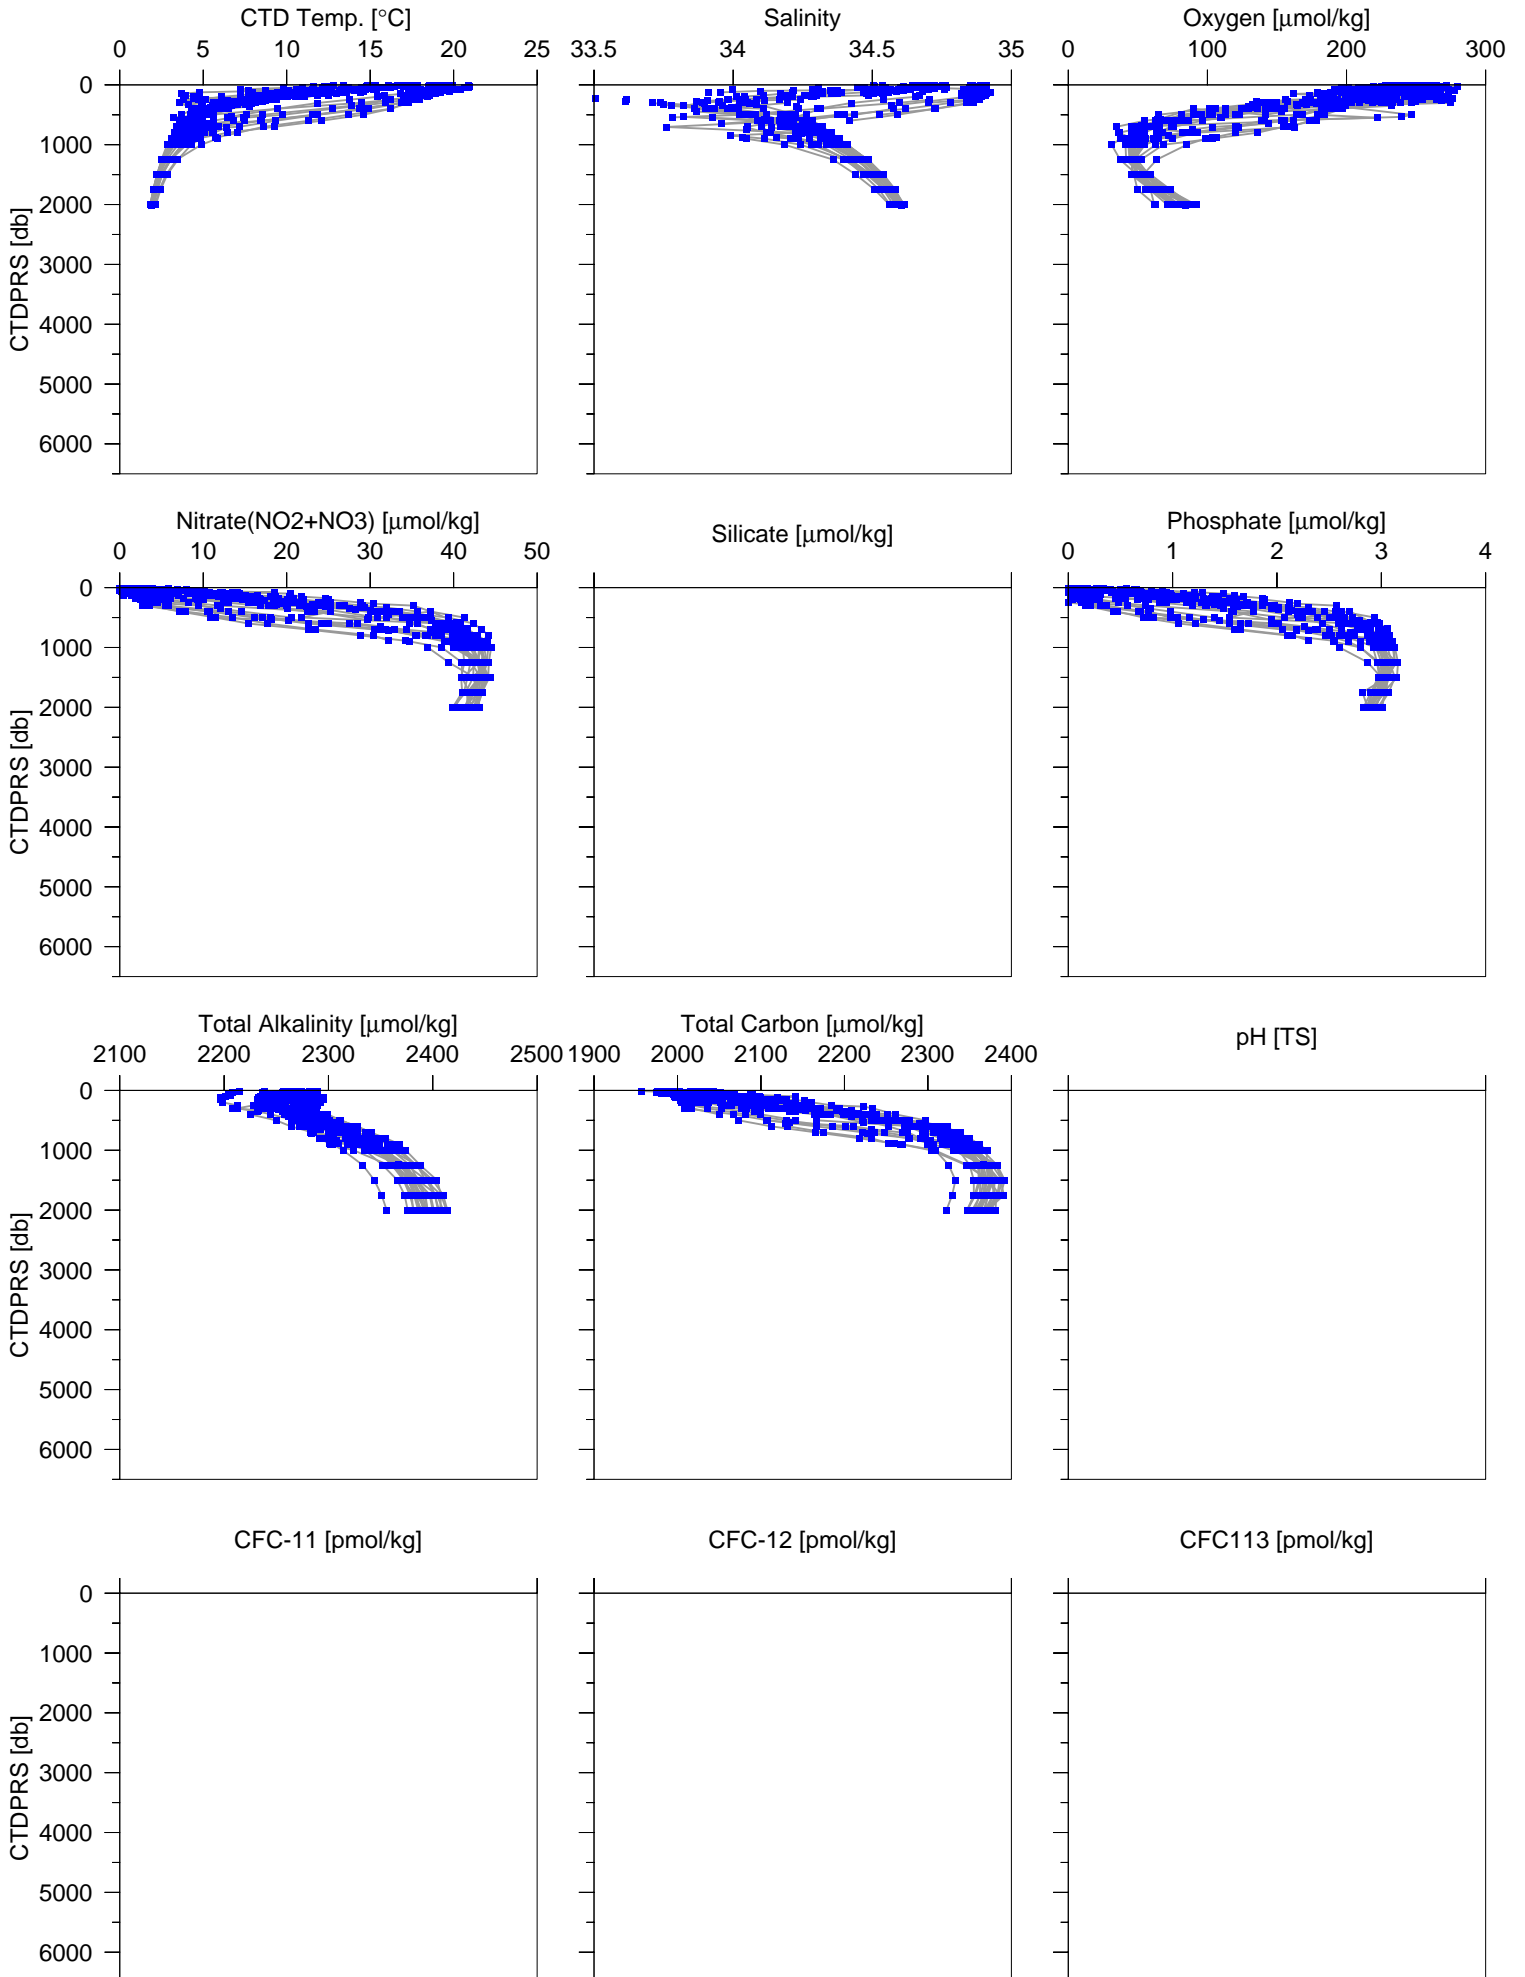 CTD Temp. [°C] Salinity Oxygen [μmol/kg]
0 5 10 15 20 25 33.5 34 34.5 35 0 100 200 300
0
1000
2000
3000
4000
5000
6000
CTDPRS [db]
Nitrate(NO2+NO3) [μmol/kg] Silicate [μmol/kg] Phosphate [μmol/kg]
0 10 20 30 40 50 0 1 2 3 4
0
1000
2000
3000
4000
5000
6000
CTDPRS [db]
Total Alkalinity [μmol/kg] Total Carbon [μmol/kg] pH [TS]
2100 2200 2300 2400 2500 1900 2000 2100 2200 2300 2400
0
1000
2000
3000
4000
5000
6000
CTDPRS [db]
CFC-11 [pmol/kg] CFC-12 [pmol/kg] CFC113 [pmol/kg]
0
1000
2000
3000
4000
5000
6000
CTDPRS [db]